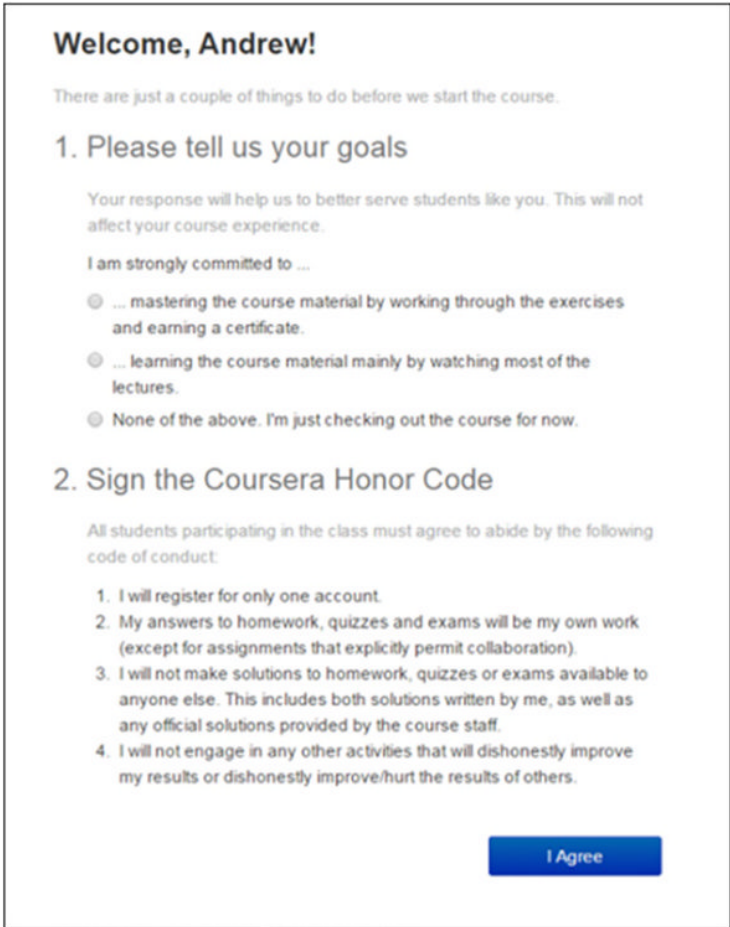 Welcome, Andrew!
There are just a couple of things to do before we start the course.
1. Please tell us your goals
Your response will help us to better serve students like you. This will not
affect your course experience.
I am strongly committed to ...
... mastering the course material by working through the exercises
and earning a certificate.
... learning the course material mainly by watching most of the
lectures.
None of the above. I'm just checking out the course for now.
2. Sign the Coursera Honor Code
All students participating in the class must agree to abide by the following
code of conduct:
1. I will register for only one account.
2. My answers to homework, quizzes and exams will be my own work
(except for assignments that explicitly permit collaboration).
3. I will not make solutions to homework, quizzes or exams available to
anyone else. This includes both solutions written by me, as well as
any official solutions provided by the course staff.
4. I will not engage in any other activities that will dishonestly improve
my results or dishonestly improve/hurt the results of others.
I Agree